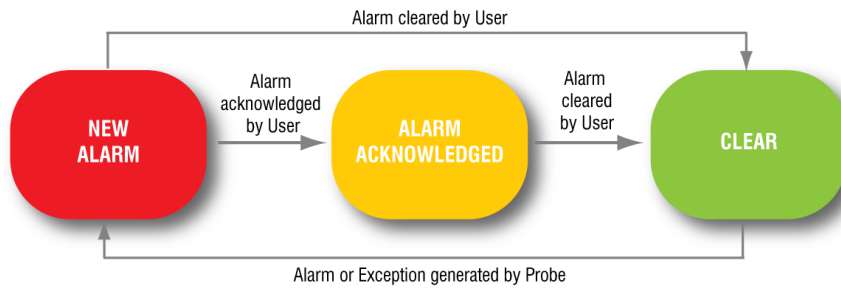 Alarm cleared by User
Alarm
acknowledged
by User
Alarm
cleared
by User
NEW
ALARM
ALARM
ACKNOWLEDGED
CLEAR
Alarm or Exception generated by Probe